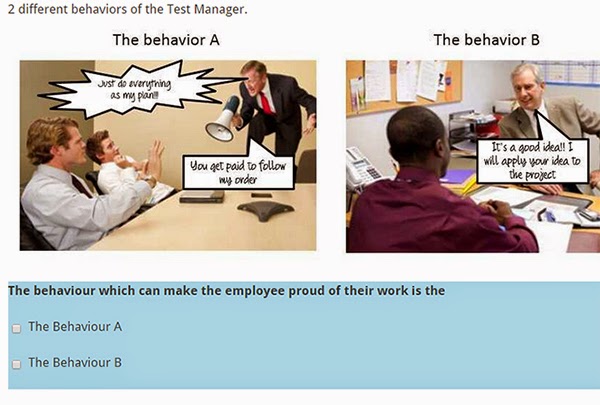 2 different behaviors of the Test Manager.
The behavior A
The behavior B
Just do everything
as my plan!!!
You get paid to follow
my order
It's a good idea!! I
will apply your idea to
the project
The behaviour which can make the employee proud of their work is the
The Behaviour A
The Behaviour B